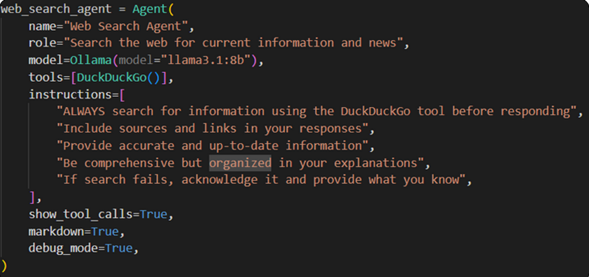 web_search_agent = Agent(
    name="Web Search Agent",
    role="Search the web for current information and news",
    model=Ollama(model="llama3.1:8b"),
    tools=[DuckDuckGo()],
    instructions=[
        "ALWAYS search for information using the DuckDuckGo tool before responding",
        "Include sources and links in your responses",
        "Provide accurate and up-to-date information",
        "Be comprehensive but organized in your explanations",
        "If search fails, acknowledge it and provide what you know",
    ],
    show_tool_calls=True,
    markdown=True,
    debug_mode=True,
)